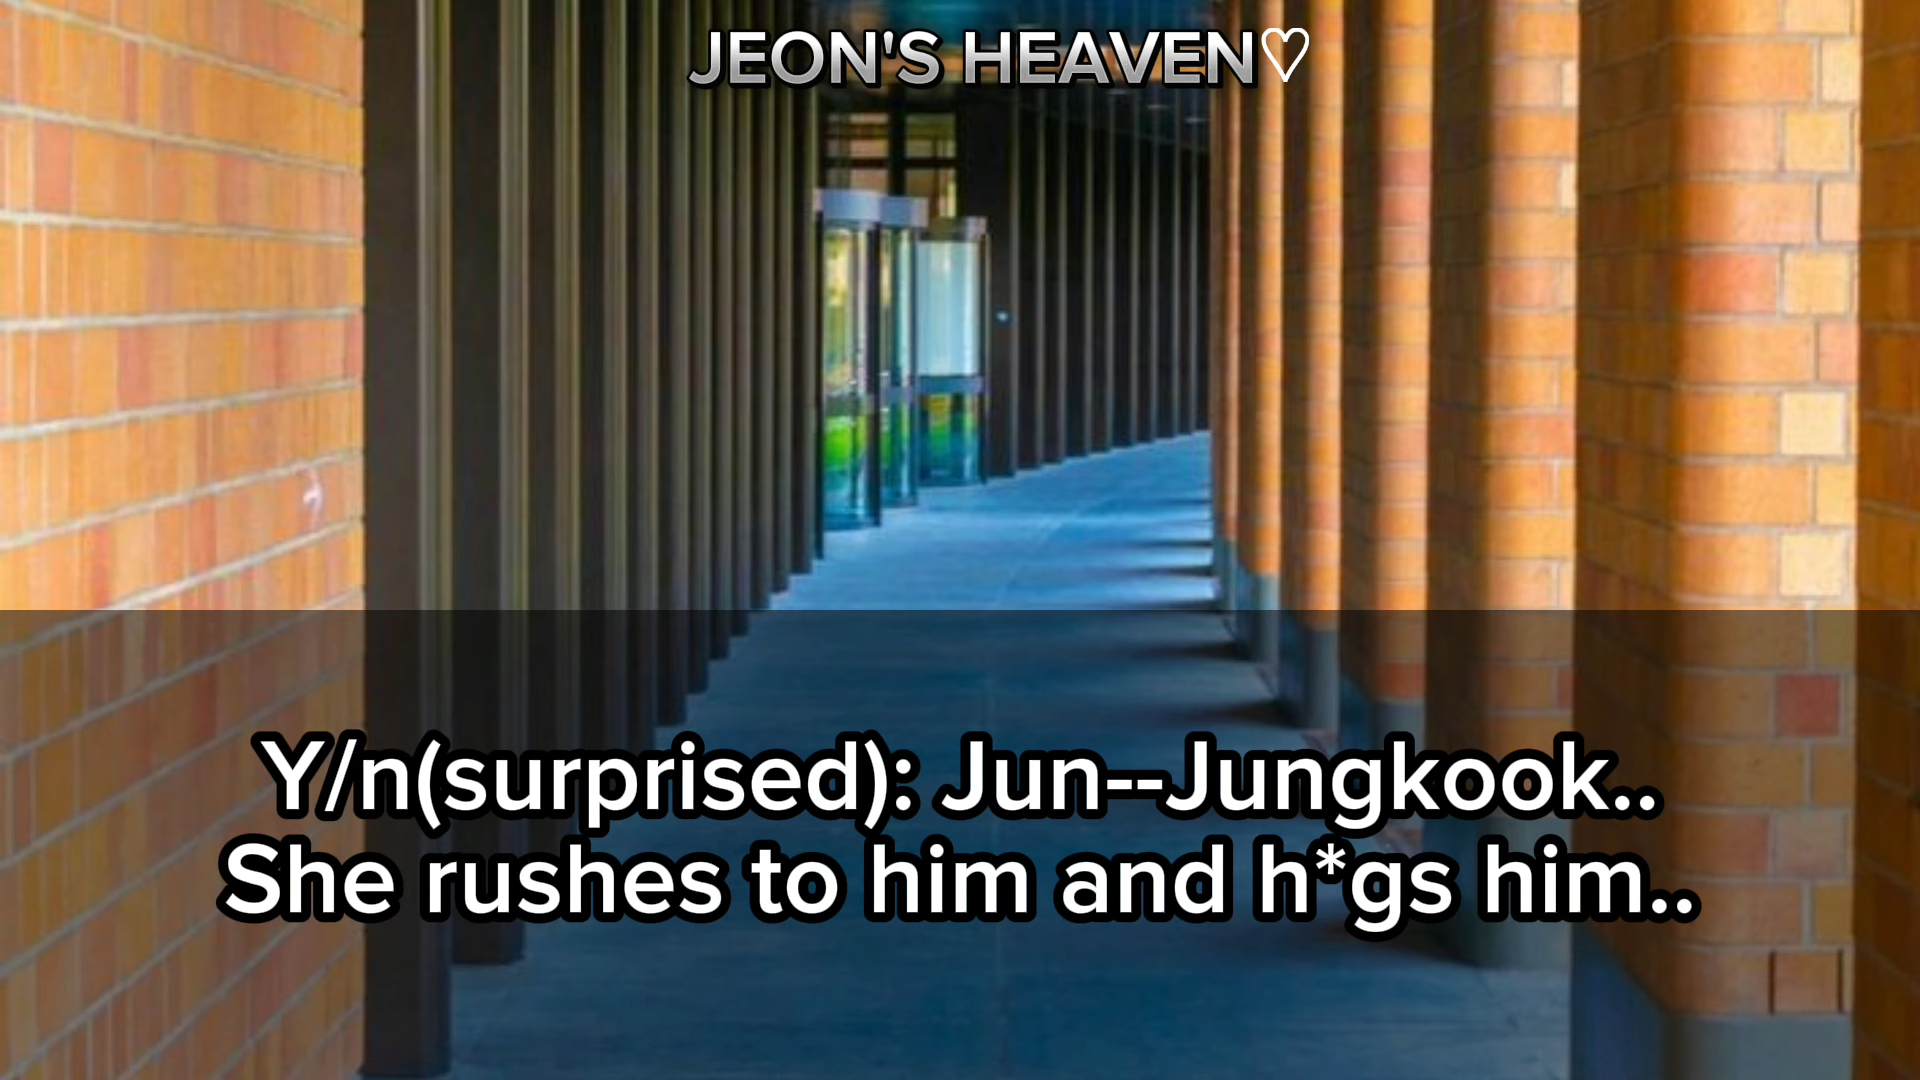 JEON'S HEAVEN♡
Y/n(surprised): Jun--Jungkook..
She rushes to him and h*gs him..